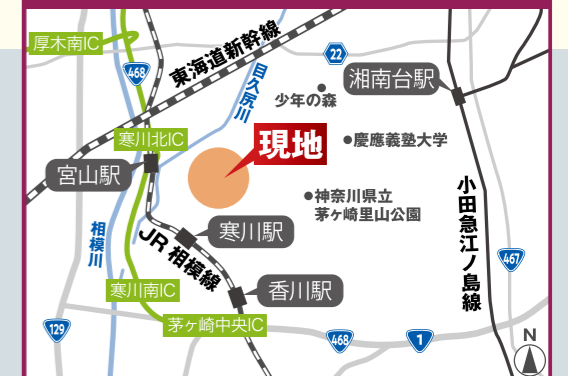 厚木南IC
468
東海道新幹線
22
目久尻川
少年の森
湘南台駅
寒川北IC
現地
慶應義塾大学
宮山駅
神奈川県立
茅ヶ崎里山公園
小田急江ノ島線
相模川
寒川駅
JR相模線
467
寒川南IC
香川駅
茅ヶ崎中央IC
129
468
1
N